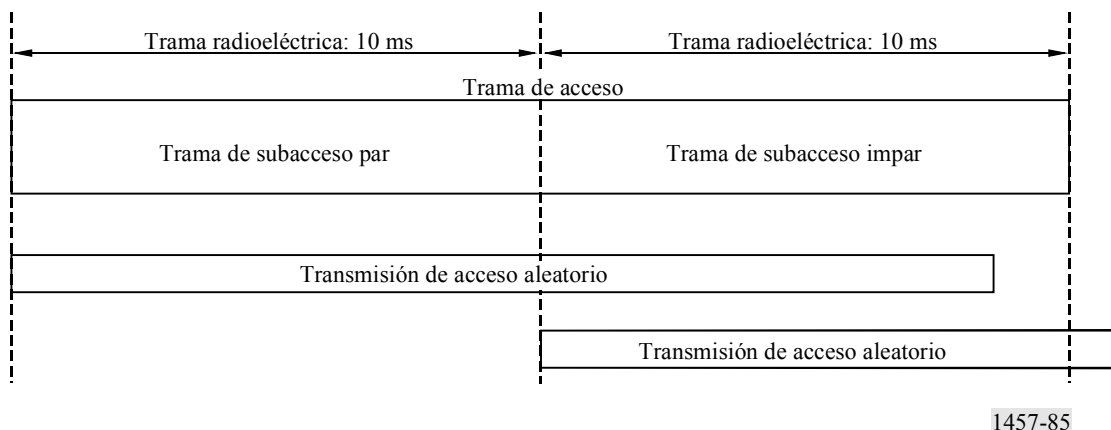 Trama radioeléctrica: 10 ms
Trama radioeléctrica: 10 ms
Trama de acceso
Trama de subacceso par
Trama de subacceso impar
Transmisión de acceso aleatorio
Transmisión de acceso aleatorio
1457-85